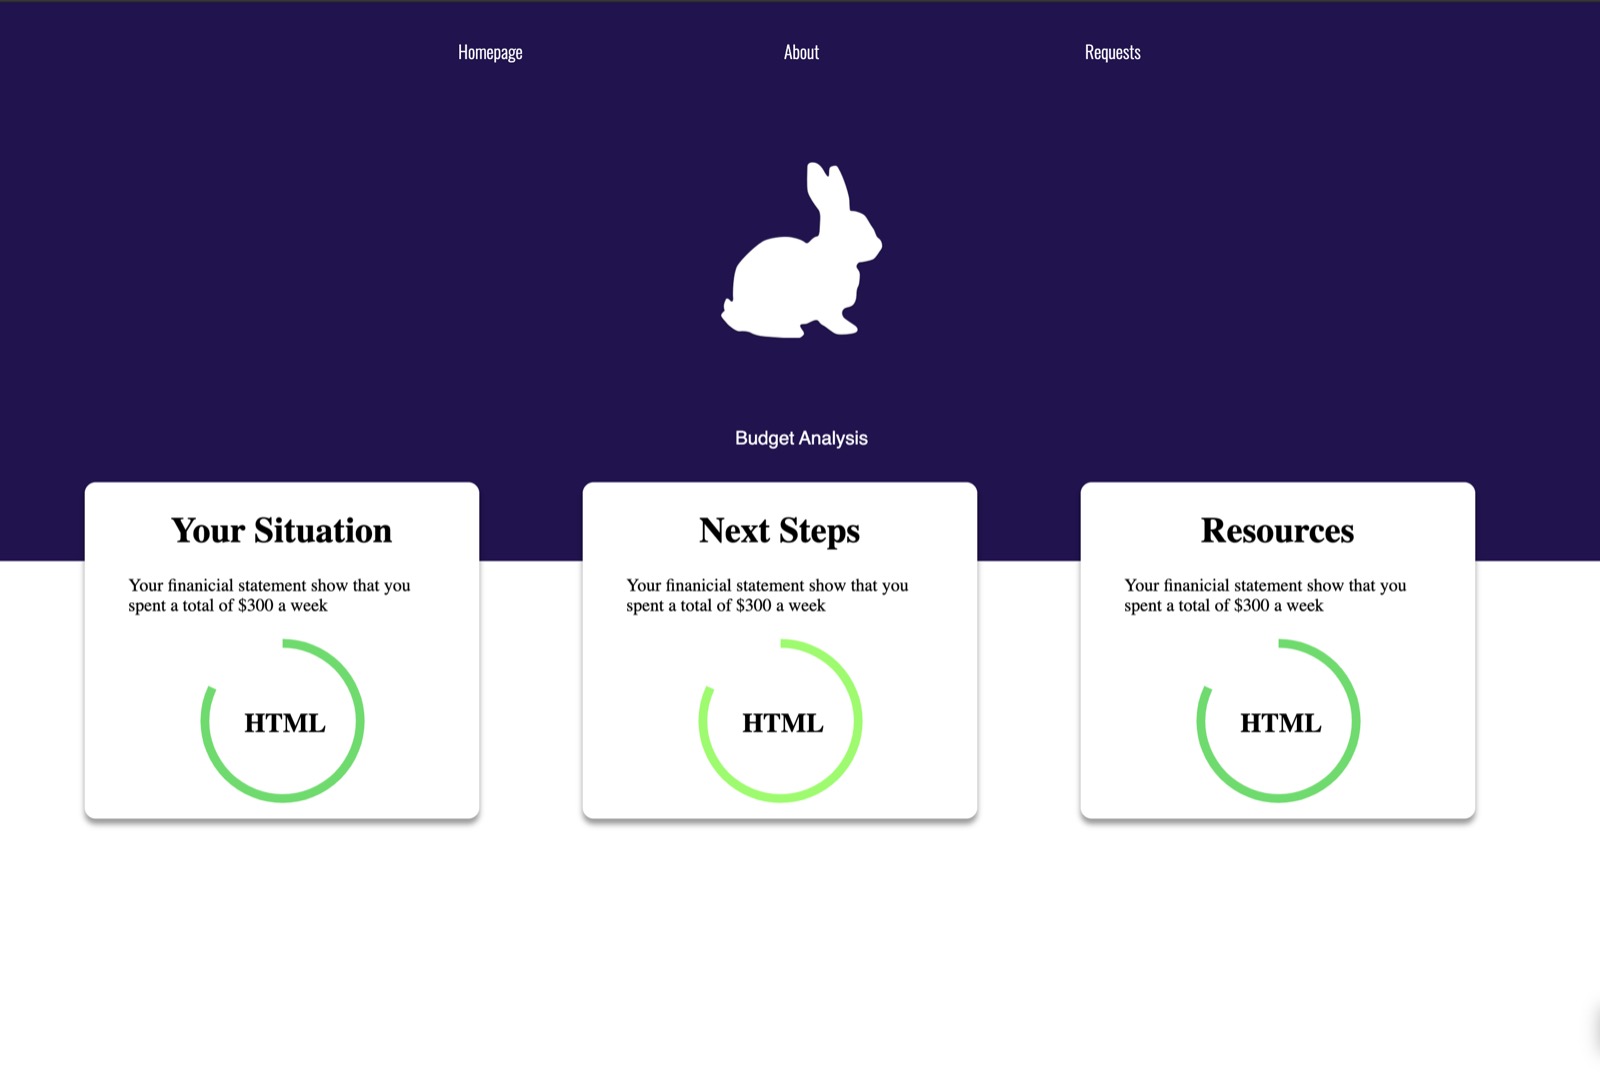 Homepage
About
Requests
Budget Analysis
Your Situation
Your finanicial statement show that you
spent a total of $300 a week
HTML
Next Steps
Your finanicial statement show that you
spent a total of $300 a week
HTML
Resources
Your finanicial statement show that you
spent a total of $300 a week
HTML